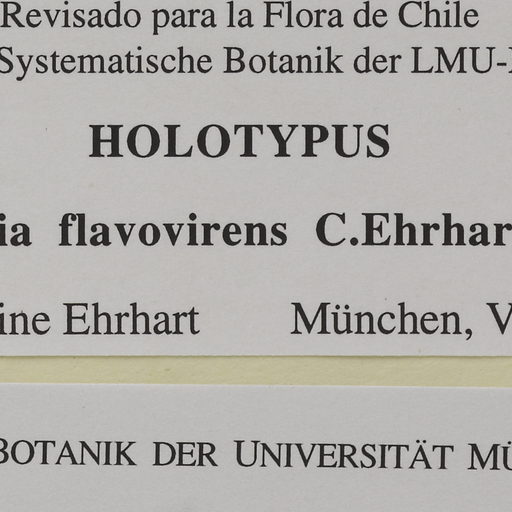 Revisado para la Flora de Chile
Systematische Botanik der LMU-
HOLOTYPUS
ia flavovirens C.Ehrhar
ine Ehrhart München, V
BOTANIK DER UNIVERSITÄT MÜ